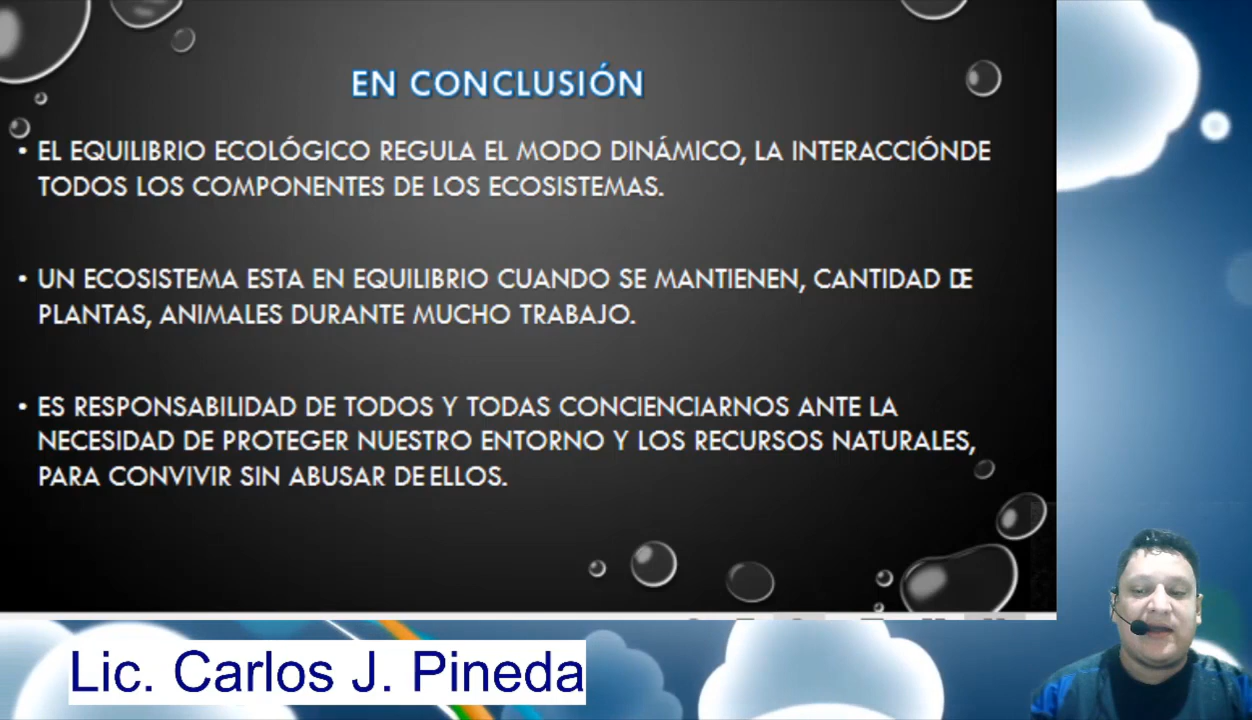 EN CONCLUSIÓN
• EL EQUILIBRIO ECOLÓGICO REGULA EL MODO DINÁMICO, LA INTERACCIÓNDE
TODOS LOS COMPONENTES DE LOS ECOSISTEMAS.
• UN ECOSISTEMA ESTA EN EQUILIBRIO CUANDO SE MANTIENEN, CANTIDAD DE
PLANTAS, ANIMALES DURANTE MUCHO TRABAJO.
• ES RESPONSABILIDAD DE TODOS Y TODAS CONCIENCIARNOS ANTE LA
NECESIDAD DE PROTEGER NUESTRO ENTORNO Y LOS RECURSOS NATURALES,
PARA CONVIVIR SIN ABUSAR DE ELLOS.
Lic. Carlos J. Pineda